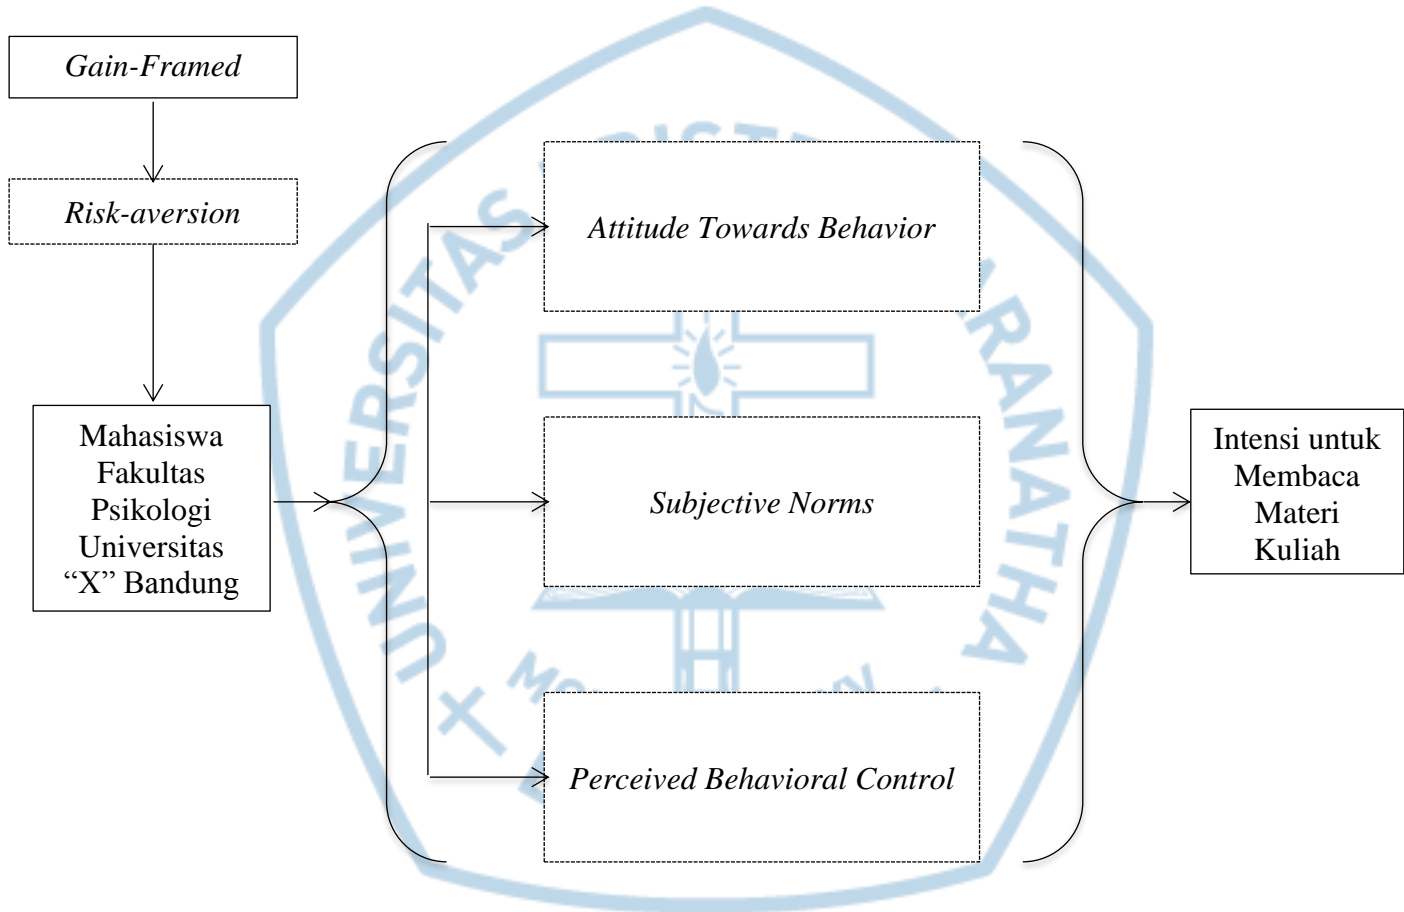 Gain-Framed
Risk-aversion
Mahasiswa
Fakultas
Psikologi
Universitas
“X” Bandung
Attitude Towards Behavior
Subjective Norms
Perceived Behavioral Control
Intensi untuk
Membaca
Materi
Kuliah
UNIVERSITAS